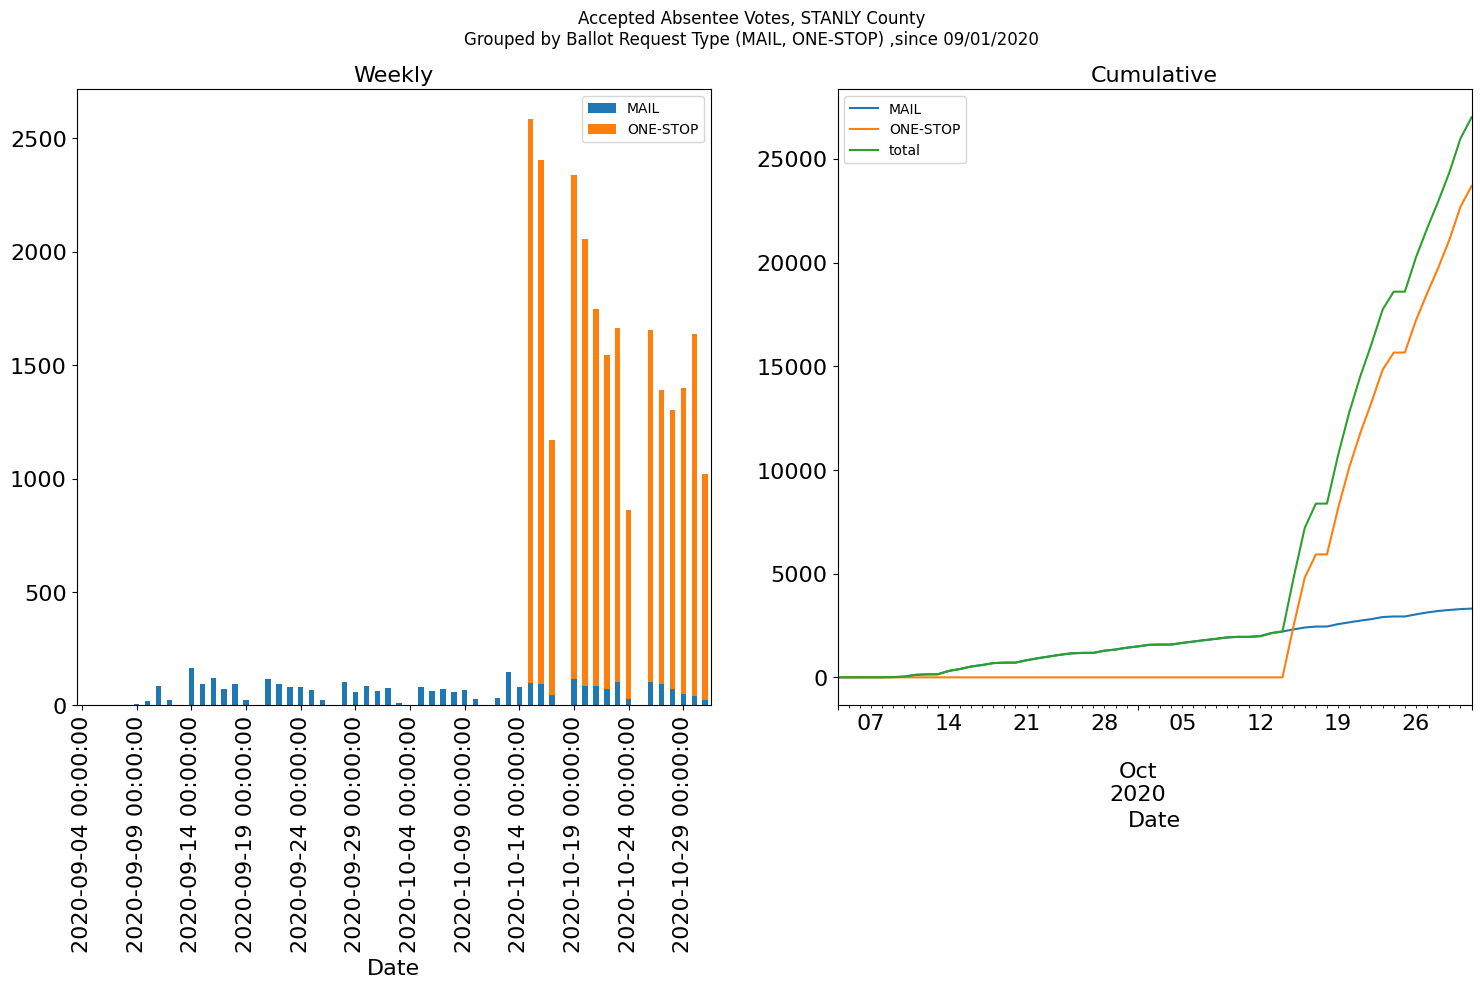 Accepted Absentee Votes, STANLY County
Grouped by Ballot Request Type (MAIL, ONE-STOP) ,since 09/01/2020
Weekly
MAIL
ONE-STOP
2500
2000
1500
1000
500
0
2020-09-04 00:00:00
2020-09-09 00:00:00
2020-09-14 00:00:00
2020-09-19 00:00:00
2020-09-24 00:00:00
2020-09-29 00:00:00
2020-10-04 00:00:00
2020-10-09 00:00:00
2020-10-14 00:00:00
2020-10-19 00:00:00
2020-10-24 00:00:00
2020-10-29 00:00:00
Date
Cumulative
MAIL
ONE-STOP
total
25000
20000
15000
10000
5000
0
07 14 21 28 05 12 19 26
Oct
2020
Date